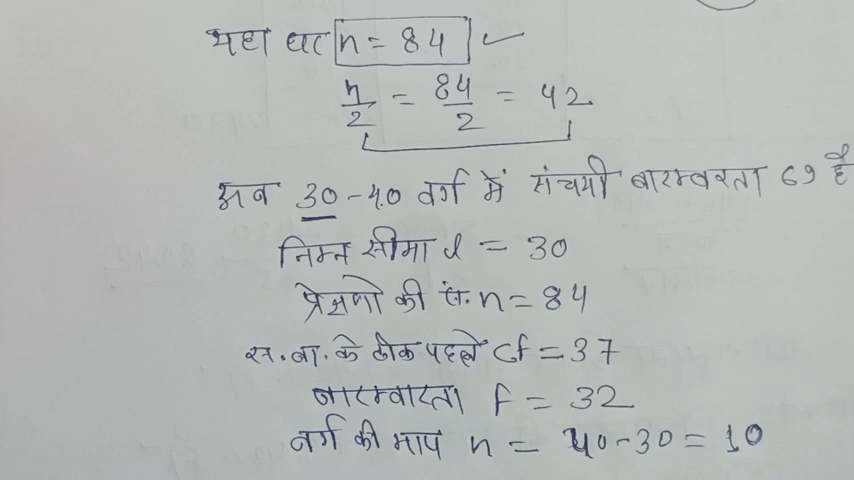 यहा पर n = 84 ✓
n/2 = 84/2 = 42
अब 30-40 वर्ग में संचयी बारम्बरता 69 है
निम्न सीमा l = 30
प्रेक्षणो की सं. n = 84
स. बा. के ठीक पहले Cf = 37
बारम्बारता f = 32
वर्ग की माप h = 40-30 = 10